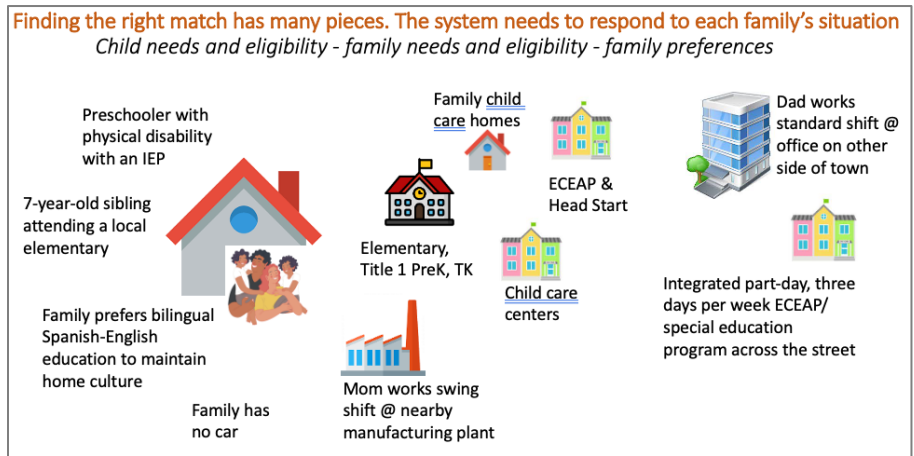 Finding the right match has many pieces. The system needs to respond to each family's situation
Child needs and eligibility - family needs and eligibility - family preferences
Preschooler with
physical disability
with an IEP
7-year-old sibling
attending a local
elementary
Family prefers bilingual
Spanish-English
education to maintain
home culture
Family has
no car
Family child
care homes
ECEAP &
Head Start
Elementary,
Title 1 PreK, TK
Child care
centers
Mom works swing
shift @ nearby
manufacturing plant
Dad works
standard shift @
office on other
side of town
Integrated part-day, three
days per week ECEAP/
special education
program across the street